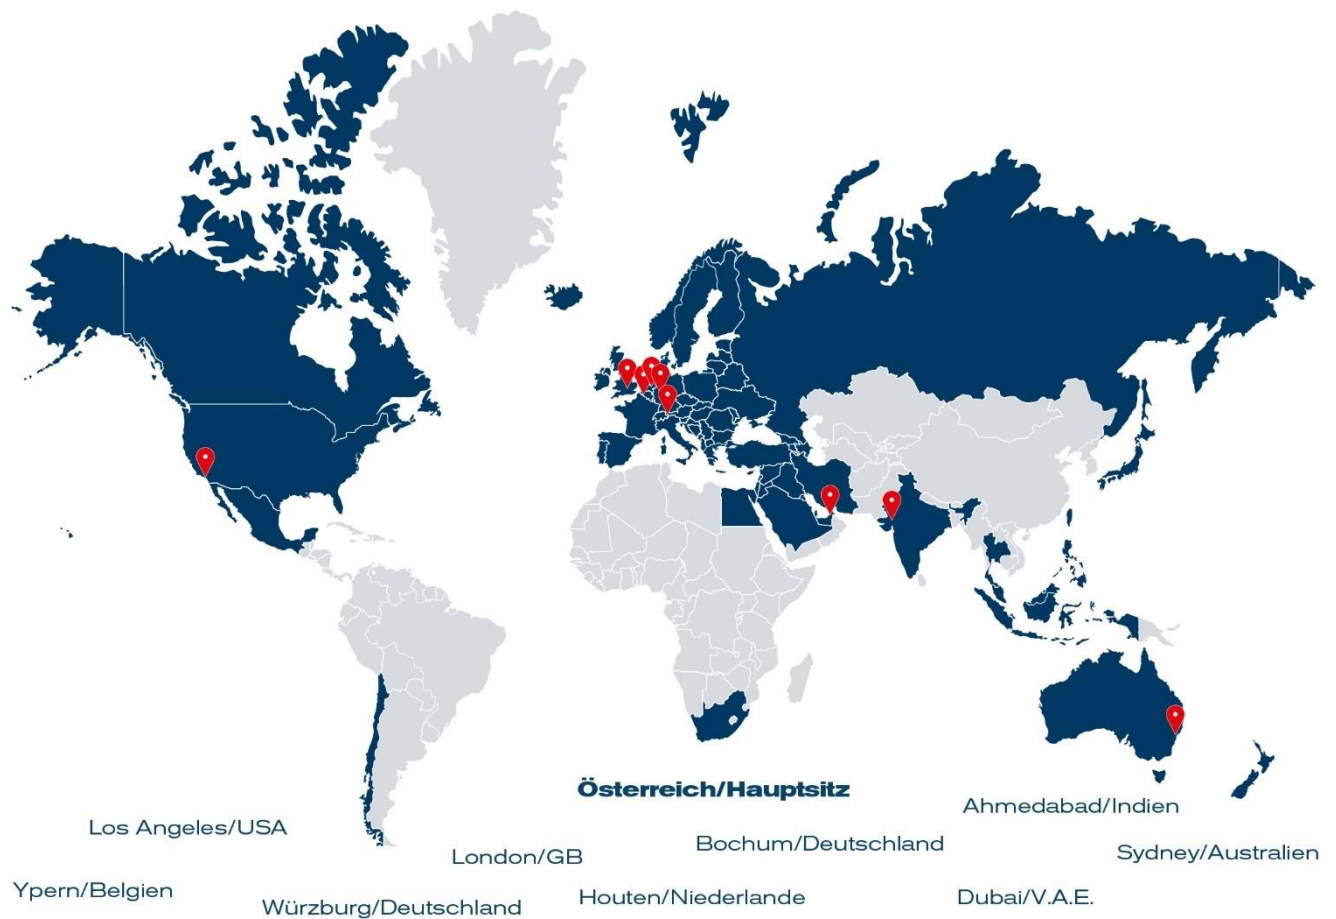 Österreich/Hauptsitz
Ahmedabad/Indien
Los Angeles/USA
Bochum/Deutschland
London/GB
Sydney/Australien
Ypern/Belgien
Würzburg/Deutschland
Houten/Niederlande
Dubai/V.A.E.